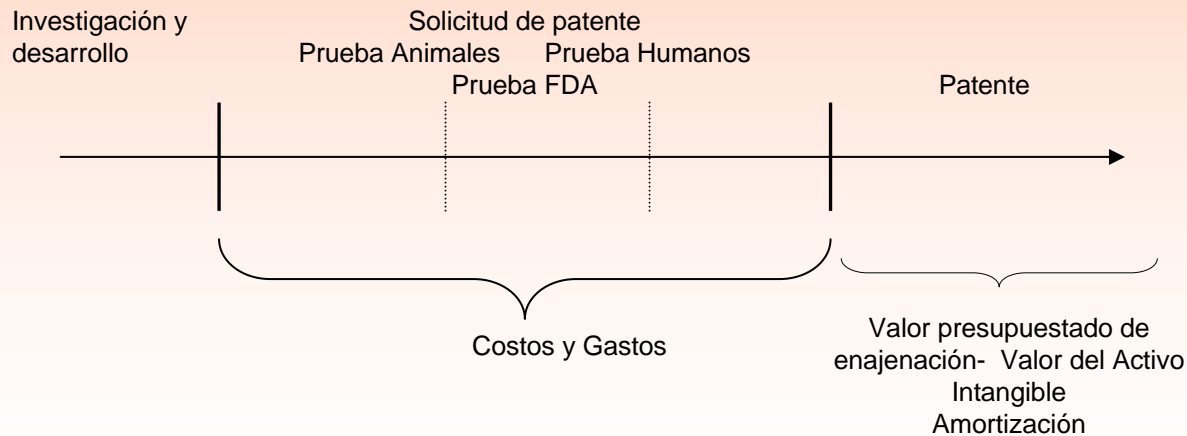 Investigación y
desarrollo
Solicitud de patente
Prueba Animales Prueba Humanos
Prueba FDA
Patente
Costos y Gastos
Valor presupuestado de
enajenación- Valor del Activo
Intangible
Amortización